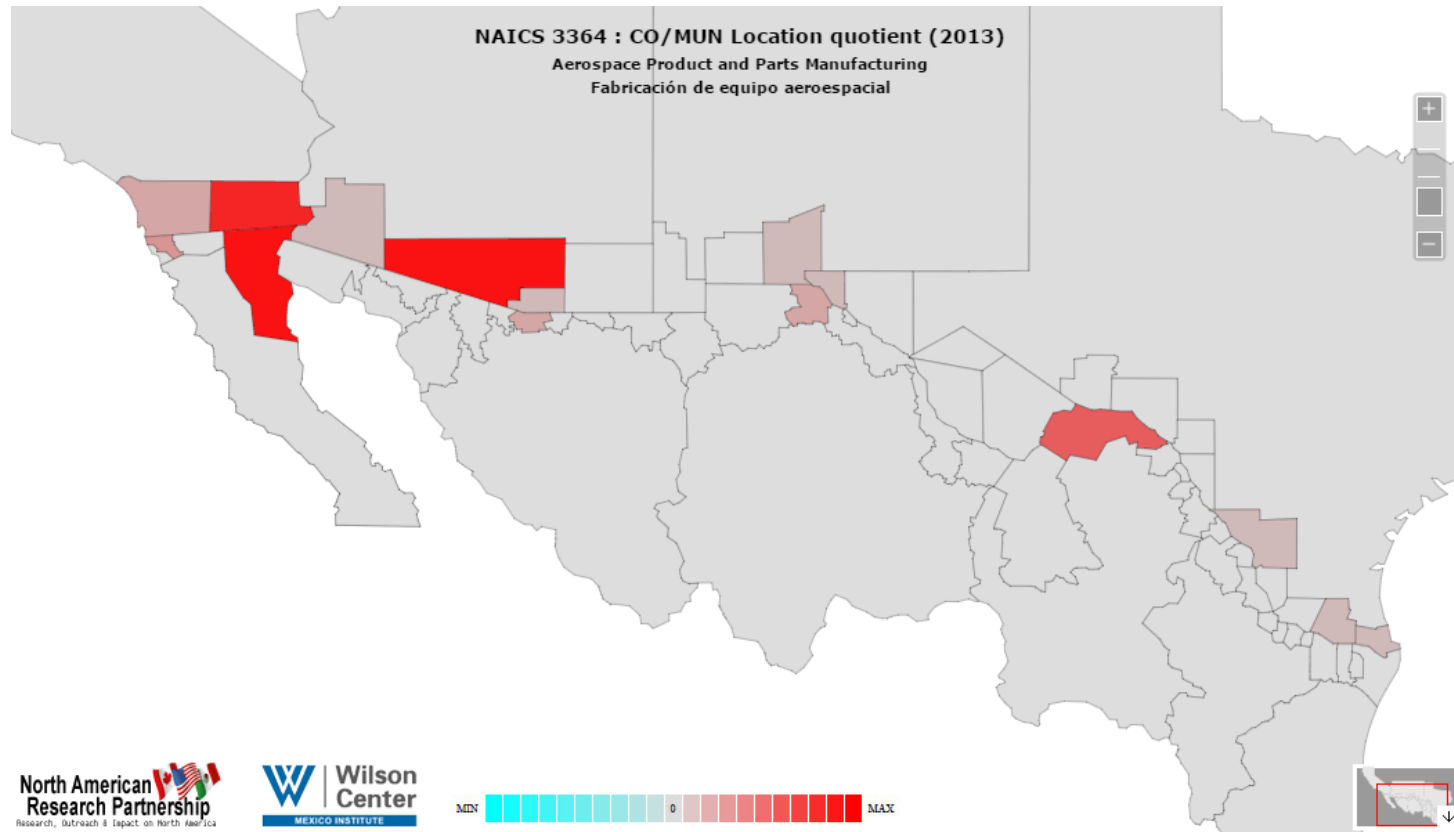 NAICS 3364 : CO/MUN Location quotient (2013)
Aerospace Product and Parts Manufacturing
Fabricación de equipo aeroespacial
+
−
North American
Research Partnership
Research, Outreach & Impact on North America
W
Wilson
Center
MEXICO INSTITUTE
MIN 0 MAX